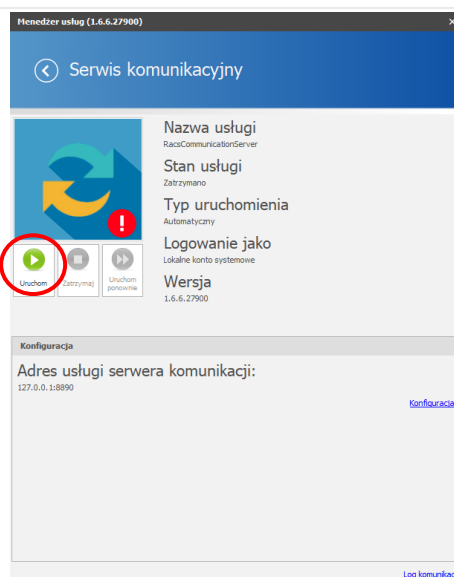 Menedżer usług (1.6.6.27900)
Serwis komunikacyjny
Nazwa usługi
RacsCommunicationServer
Stan usługi
Zatrzymano
Typ uruchomienia
Automatyczny
Logowanie jako
Lokalne konto systemowe
Wersja
1.6.6.27900
Uruchom
Zatrzymaj
Uruchom
ponownie
Konfiguracja
Adres usługi serwera komunikacji:
127.0.0.1:8890
Konfiguracja
Log komunikac